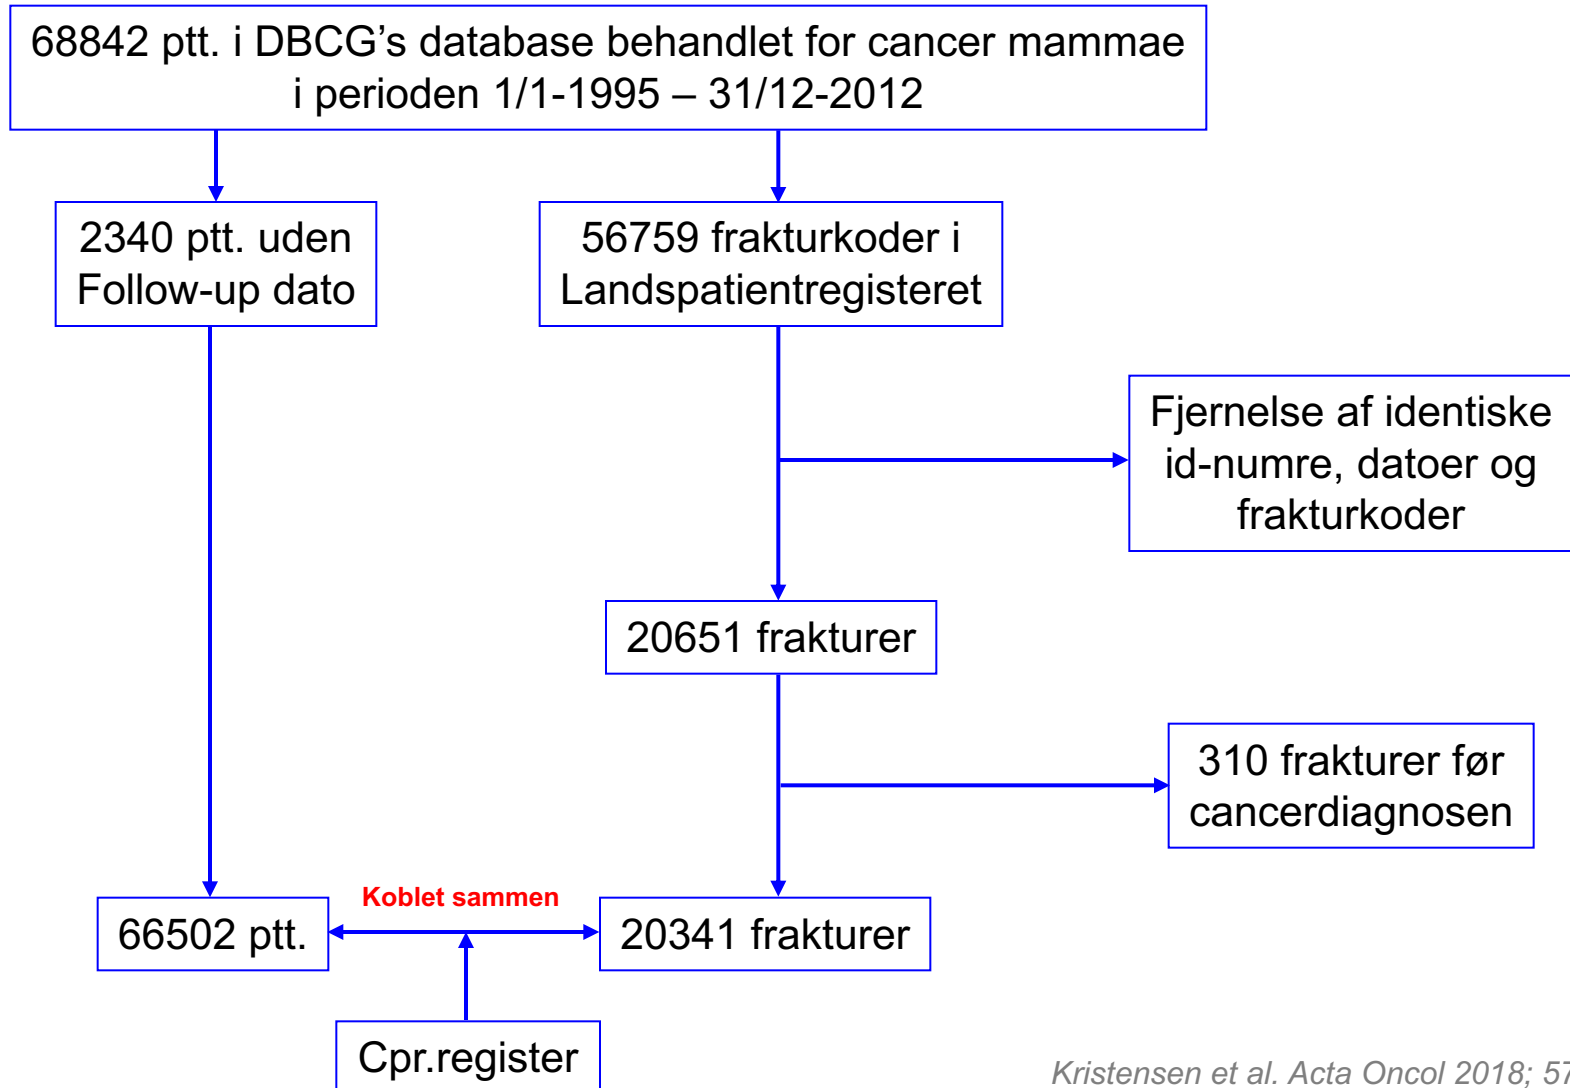 68842 ptt. i DBCG’s database behandlet for cancer mammae
i perioden 1/1-1995 – 31/12-2012
2340 ptt. uden
Follow-up dato
56759 frakturkoder i
Landspatientregisteret
Fjernelse af identiske
id-numre, datoer og
frakturkoder
20651 frakturer
310 frakturer før
cancerdiagnosen
66502 ptt.
Koblet sammen
20341 frakturer
Cpr.register
Kristensen et al. Acta Oncol 2018; 57